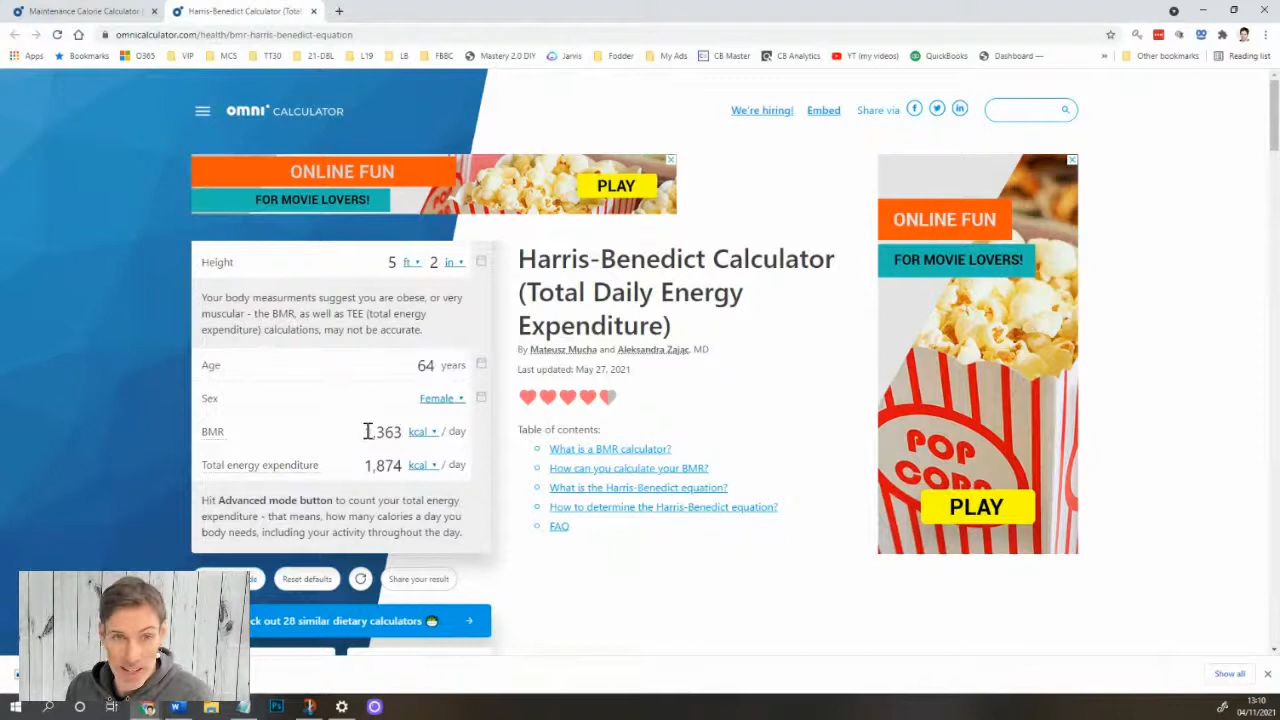 Maintenance Calorie Calculator
Harris-Benedict Calculator (Total
omnicalculator.com/health/bmr-harris-benedict-equation
Apps
Bookmarks
O365
VIP
MCS
TT30
21-DBL
L19
LB
FBBC
Mastery 2.0 DIY
Jarvis
Fodder
My Ads
CB Master
CB Analytics
YT (my videos)
QuickBooks
Dashboard —
»
Other bookmarks
Reading list
omni CALCULATOR
We're hiring!
Embed
Share via
ONLINE FUN
FOR MOVIE LOVERS!
PLAY
Height 5 ft 2 in
Your body measurments suggest you are obese, or very
muscular - the BMR, as well as TEE (total energy
expenditure) calculations, may not be accurate.
Age 64 years
Sex Female
BMR 1,363 kcal / day
Total energy expenditure 1,874 kcal / day
Hit Advanced mode button to count your total energy
expenditure - that means, how many calories a day you
body needs, including your activity throughout the day.
Reset defaults
Share your result
ck out 28 similar dietary calculators
Harris-Benedict Calculator
(Total Daily Energy
Expenditure)
By Mateusz Mucha and Aleksandra Zając, MD
Last updated: May 27, 2021
Table of contents:
What is a BMR calculator?
How can you calculate your BMR?
What is the Harris-Benedict equation?
How to determine the Harris-Benedict equation?
FAQ
ONLINE FUN
FOR MOVIE LOVERS!
POP
CORN
PLAY
Show all
13:10
04/11/2021